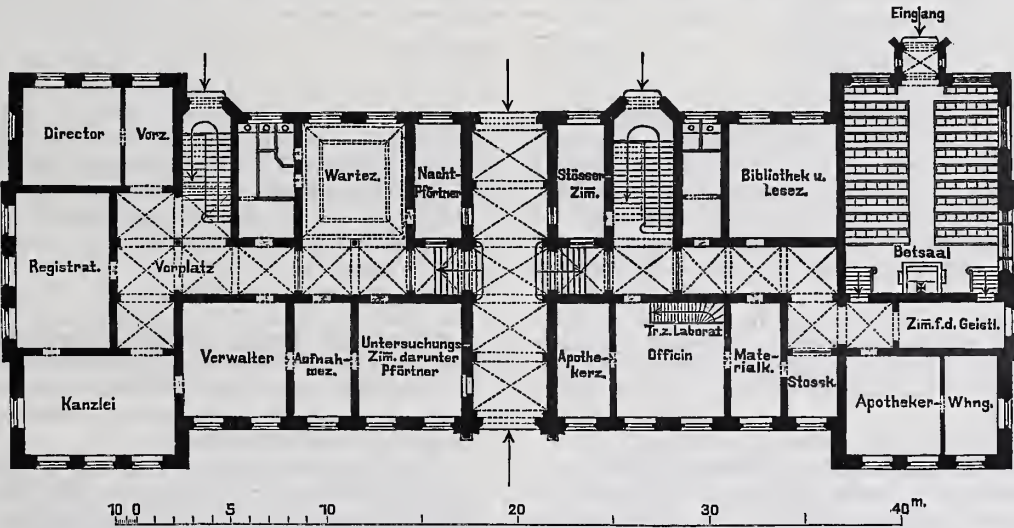 Eingang
Director
Vorz.
Wartez.
Nacht-
Pförtner
Stösser
Zim.
Bibliothek u.
Lesez.
Betsaal
Registrat.
Vorplatz
Zim. f. d. Geistl.
Verwalter
Aufnah-
mez.
Untersuchungs
Zim. darunter
Pförtner
Apothe-
kerz.
Tr. z. Laborat.
Officin
Mate-
rialk.
Stossk.
Apotheker-
Whng.
Kanzlei
10 0 5 10 20 30 40 m.